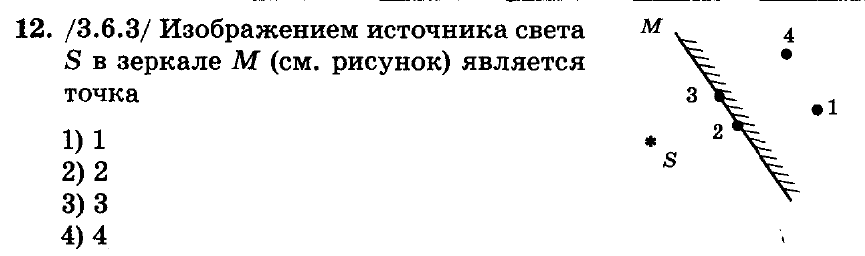 12. /3.6.3/ Изображением источника света
S в зеркале M (см. рисунок) является
точка
1) 1
2) 2
3) 3
4) 4
M
4
3
1
2
S